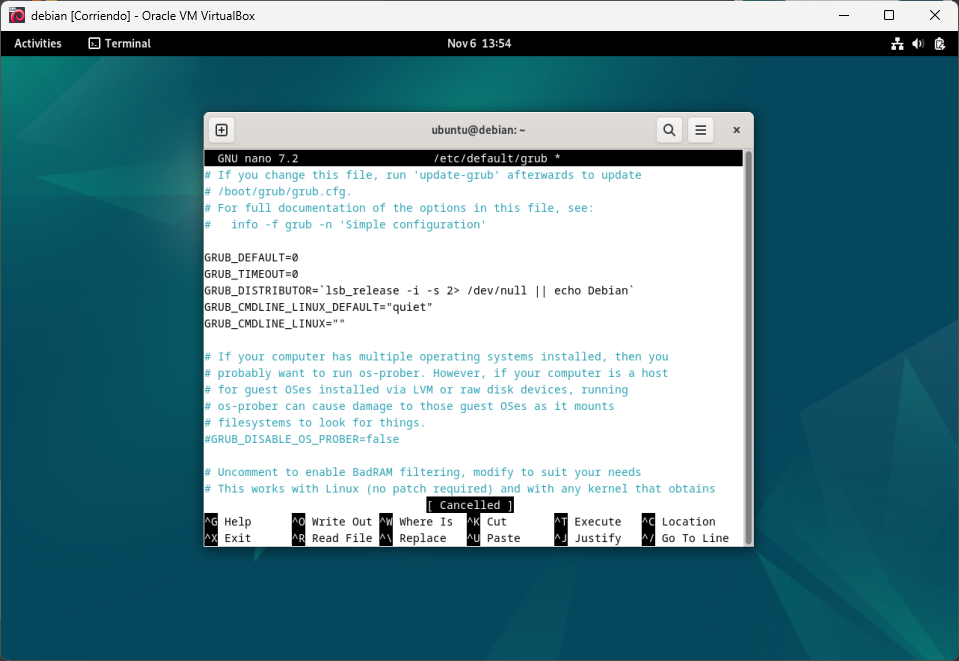 debian [Corriendo] - Oracle VM VirtualBox
Activities Terminal Nov 6 13:54
ubuntu@debian: ~
GNU nano 7.2 /etc/default/grub *
# If you change this file, run 'update-grub' afterwards to update
# /boot/grub/grub.cfg.
# For full documentation of the options in this file, see:
#   info -f grub -n 'Simple configuration'

GRUB_DEFAULT=0
GRUB_TIMEOUT=0
GRUB_DISTRIBUTOR=`lsb_release -i -s 2> /dev/null || echo Debian`
GRUB_CMDLINE_LINUX_DEFAULT="quiet"
GRUB_CMDLINE_LINUX=""

# If your computer has multiple operating systems installed, then you
# probably want to run os-prober. However, if your computer is a host
# for guest OSes installed via LVM or raw disk devices, running
# os-prober can cause damage to those guest OSes as it mounts
# filesystems to look for things.
#GRUB_DISABLE_OS_PROBER=false

# Uncomment to enable BadRAM filtering, modify to suit your needs
# This works with Linux (no patch required) and with any kernel that obtains
[ Cancelled ]
^G Help ^O Write Out ^W Where Is ^K Cut ^T Execute ^C Location
^X Exit ^R Read File ^\ Replace ^U Paste ^J Justify ^/ Go To Line